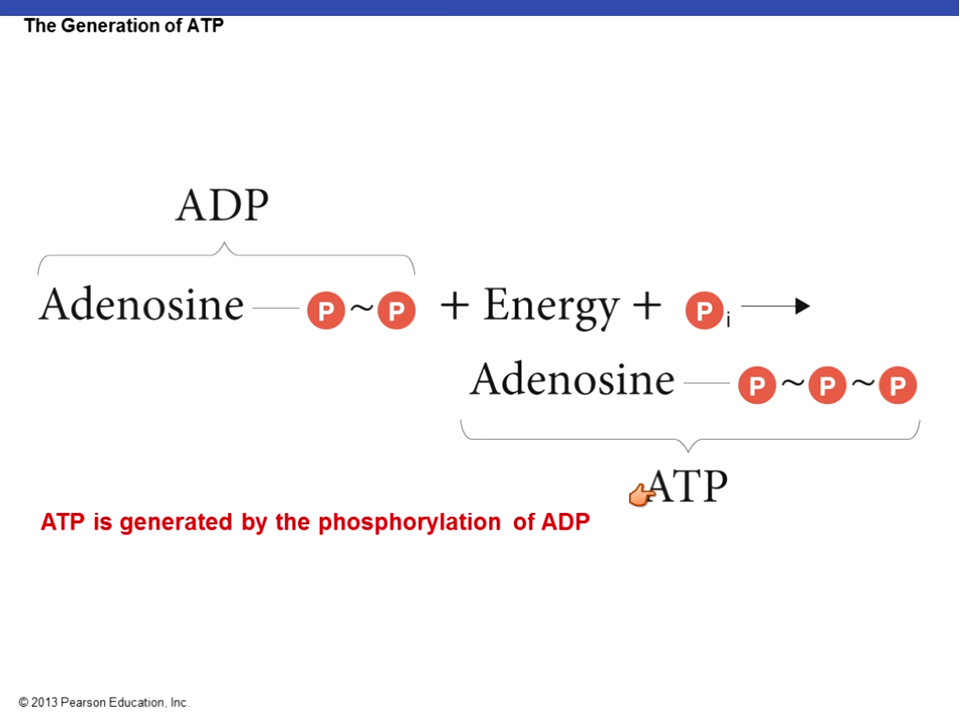 The Generation of ATP
ADP
Adenosine — P ~ P + Energy + Pi →
Adenosine — P ~ P ~ P
ATP
ATP is generated by the phosphorylation of ADP
© 2013 Pearson Education, Inc.